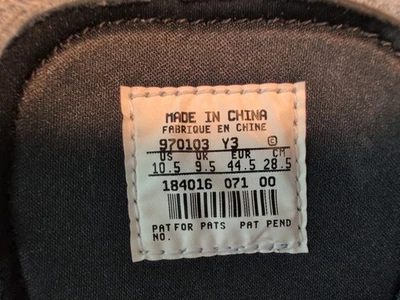 MADE IN CHINA
FABRIQUE EN CHINE
970103 Y3 ©
US UK EUR CM
10.5 9.5 44.5 28.5
184016 071 00
PAT FOR PATS PAT PEND
NO.